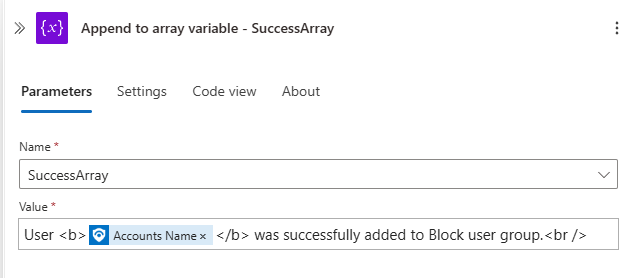 {x} Append to array variable - SuccessArray
Parameters Settings Code view About
Name *
SuccessArray
Value *
User <b> Accounts Name × </b> was successfully added to Block user group.<br />